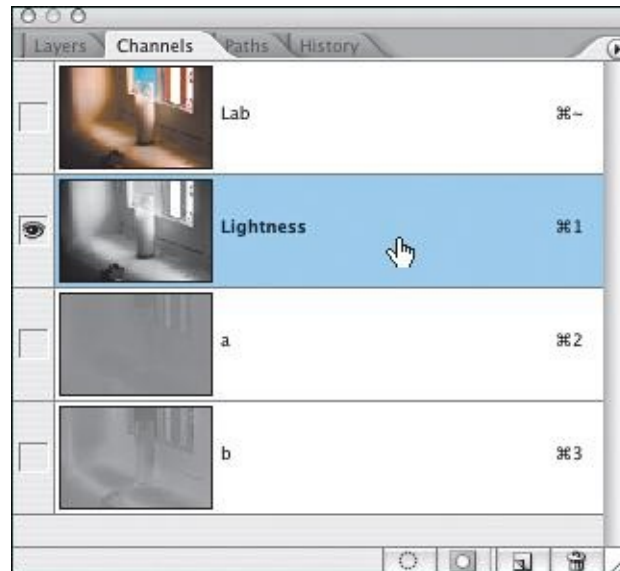 Layers Channels Paths History
Lab ⌘~
Lightness ⌘1
a ⌘2
b ⌘3